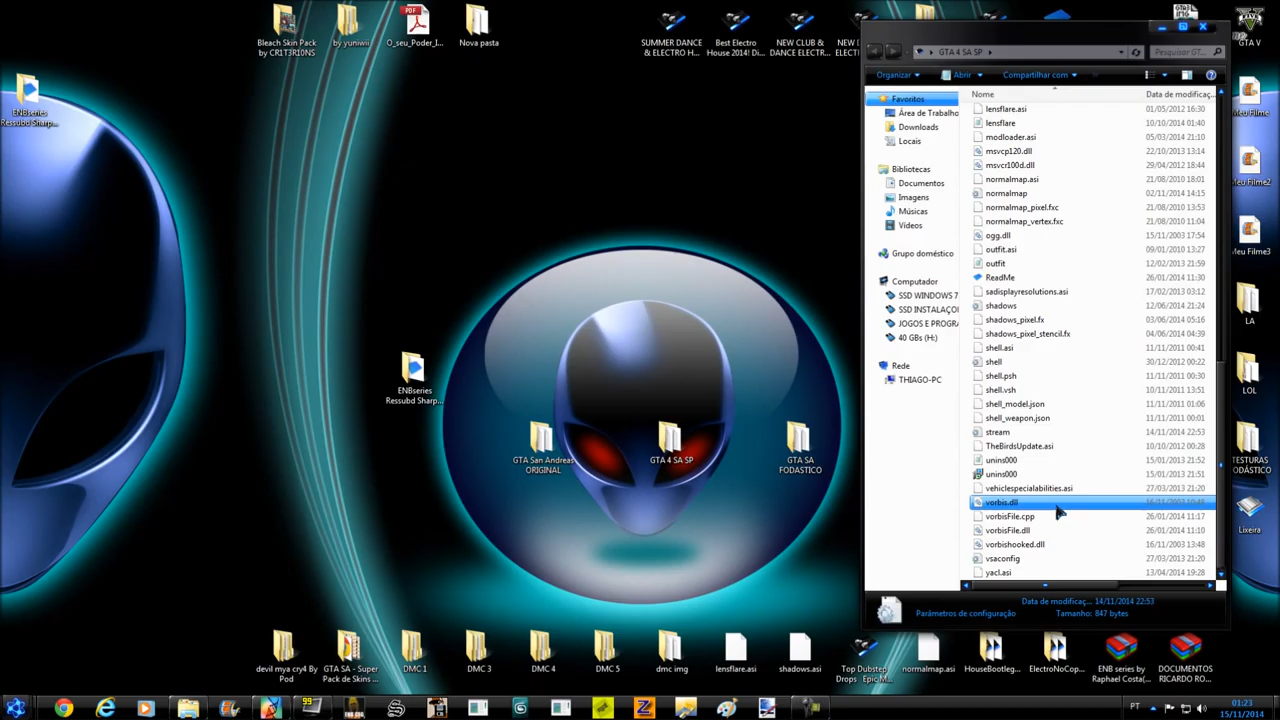 Bleach Skin Pack
by CR1T3R1ONS
by yuniwii
O_seu_Poder_I...
Nova pasta
SUMMER DANCE
& ELECTRO H...
Best Electro
House 2014! Di...
NEW CLUB &
DANCE ELECTR...
GTA V
ENBseries
Ressubd Sharp...
Meu Filme
Meu Filme2
Meu Filme3
LA
LOL
TESTURAS
Lixeira
ENBseries
Ressubd Sharp...
GTA San Andreas
ORIGINAL
GTA 4 SA SP
GTA SA
FODASTICO
GTA 4 SA SP
Pesquisar GT...
Organizar
Abrir
Compartilhar com
Favoritos
Área de Trabalho
Downloads
Locais
Bibliotecas
Documentos
Imagens
Músicas
Vídeos
Grupo doméstico
Computador
SSD WINDOWS 7
SSD INSTALAÇO
JOGOS E PROGRA
40 GBs (H:)
Rede
THIAGO-PC
Nome Data de modificaç...
lensflare.asi 01/05/2012 16:30
lensflare 10/10/2014 01:40
modloader.asi 05/03/2014 21:10
msvcp120.dll 22/10/2013 13:14
msvcr100d.dll 29/04/2012 18:44
normalmap.asi 21/08/2010 18:01
normalmap 02/11/2014 14:15
normalmap_pixel.fxc 21/08/2010 13:53
normalmap_vertex.fxc 21/08/2010 11:04
ogg.dll 15/11/2003 17:54
outfit.asi 09/01/2010 13:27
outfit 12/02/2013 21:59
ReadMe 26/01/2014 11:30
sadisplayresolutions.asi 17/02/2013 03:12
shadows 12/06/2014 21:24
shadows_pixel.fx 03/06/2014 05:16
shadows_pixel_stencil.fx 04/06/2014 04:39
shell.asi 11/11/2011 00:41
shell 30/12/2012 00:22
shell.psh 10/11/2011 00:30
shell.vsh 10/11/2011 13:51
shell_model.json 11/11/2011 01:06
shell_weapon.json 11/11/2011 00:01
stream 14/11/2014 22:53
TheBirdsUpdate.asi 10/10/2012 00:28
unins000 15/01/2013 21:52
unins000 15/01/2013 21:51
vehiclespecialabilities.asi 27/03/2013 21:20
vorbis.dll 16/11/2003 10:48
vorbisFile.cpp 26/01/2014 11:17
vorbisFile.dll 26/01/2014 11:30
vorbishooked.dll 16/11/2003 13:48
vsaconfig 27/03/2013 21:20
yacl.asi 13/04/2014 19:28
Data de modificaç... 14/11/2014 22:53
Parâmetros de configuração Tamanho: 847 bytes
devil mya cry4 By
Pod
GTA SA - Super
Pack de Skins ...
DMC 1
DMC 3
DMC 4
DMC 5
dmc img
lensflare.asi
shadows.asi
Top Dubstep
Drops Epic M...
normalmap.asi
HouseBootleg...
ElectroNoCop...
ENB series by
Raphael Costa(...
DOCUMENTOS
RICARDO RO...
PT
01:23
15/11/2014